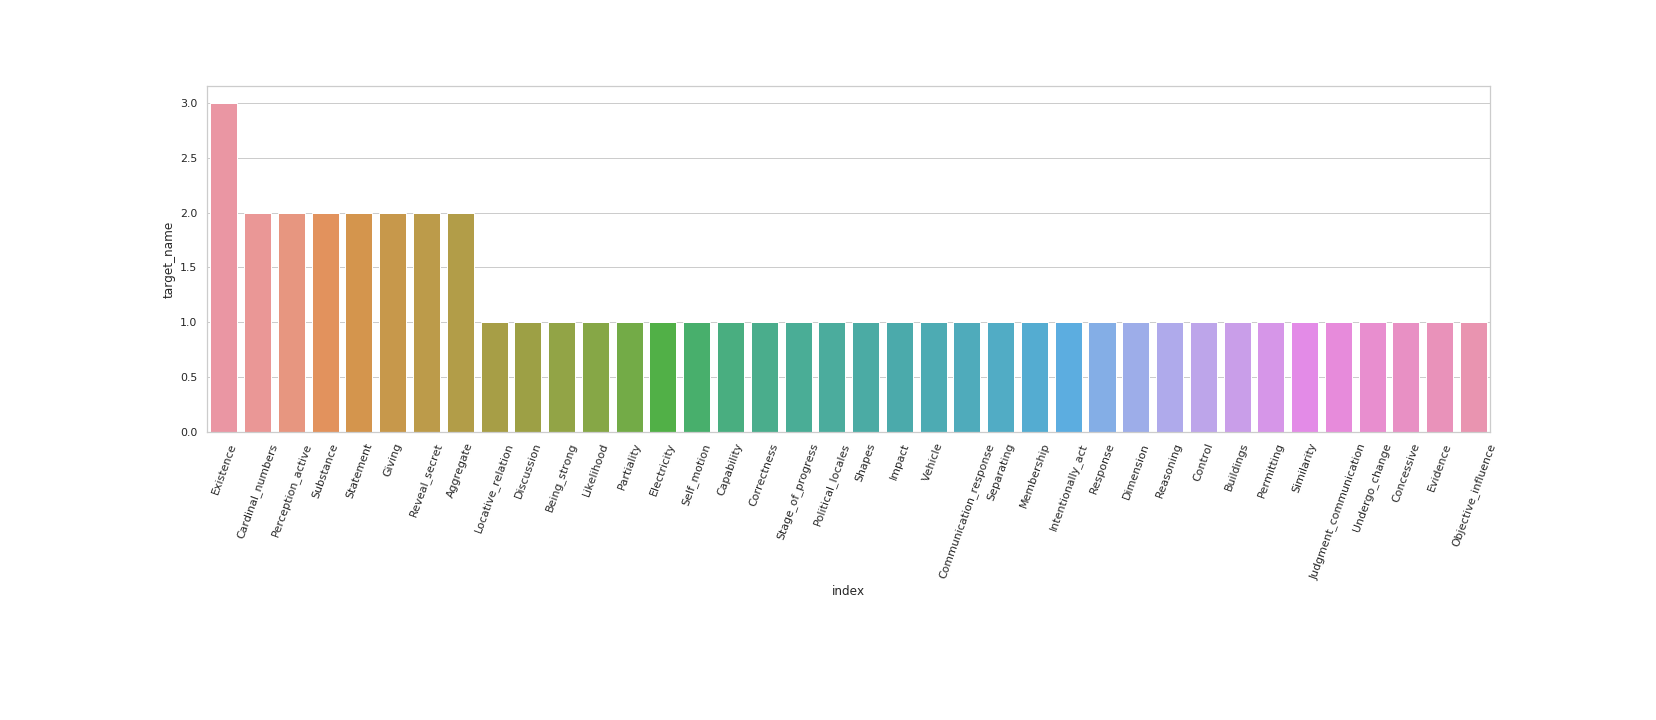 3.0
2.5
2.0
1.5
1.0
0.5
0.0
target_name
Existence
Cardinal_numbers
Perception_active
Substance
Statement
Giving
Reveal_secret
Aggregate
Locative_relation
Discussion
Being_strong
Likelihood
Partiality
Electricity
Self_motion
Capability
Correctness
Stage_of_progress
Political_locales
Shapes
Impact
Vehicle
Communication_response
Separating
Membership
Intentionally_act
Response
Dimension
Reasoning
Control
Buildings
Permitting
Similarity
Judgment_communication
Undergo_change
Concessive
Evidence
Objective_influence
index